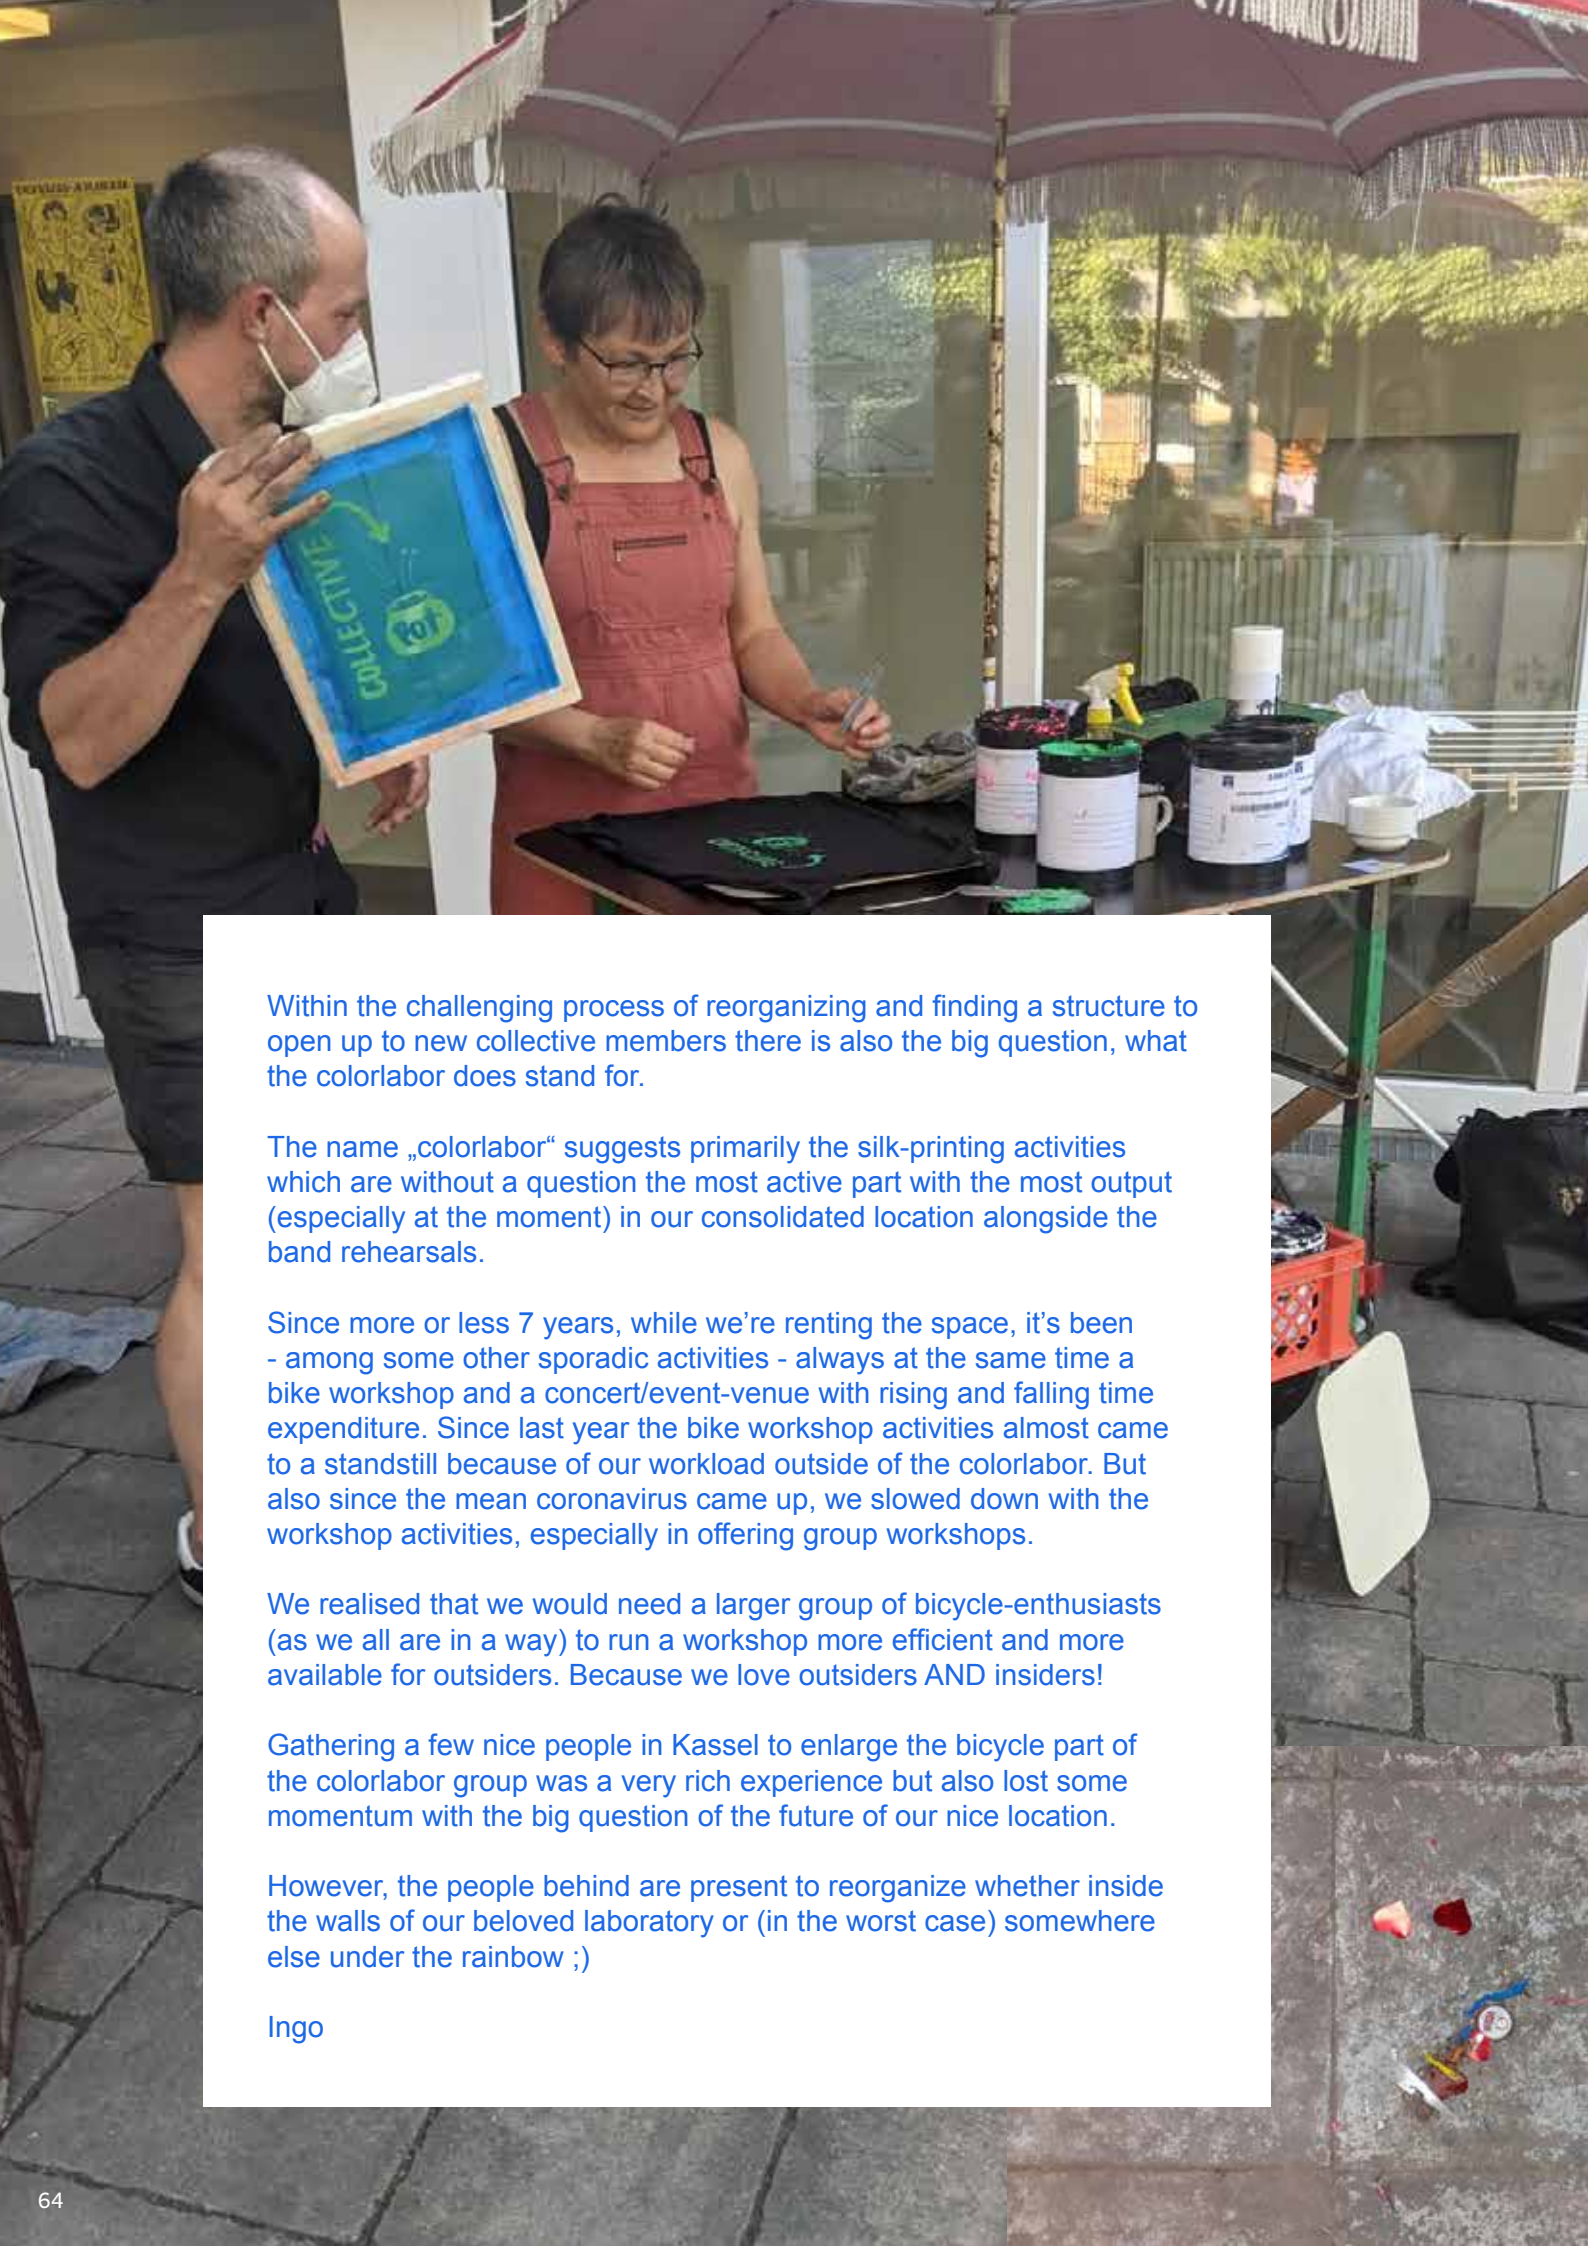 COLLECTIVE
POT
Within the challenging process of reorganizing and finding a structure to
open up to new collective members there is also the big question, what
the colorlabor does stand for.
The name „colorlabor“ suggests primarily the silk-printing activities
which are without a question the most active part with the most output
(especially at the moment) in our consolidated location alongside the
band rehearsals.
Since more or less 7 years, while we’re renting the space, it’s been
- among some other sporadic activities - always at the same time a
bike workshop and a concert/event-venue with rising and falling time
expenditure. Since last year the bike workshop activities almost came
to a standstill because of our workload outside of the colorlabor. But
also since the mean coronavirus came up, we slowed down with the
workshop activities, especially in offering group workshops.
We realised that we would need a larger group of bicycle-enthusiasts
(as we all are in a way) to run a workshop more efficient and more
available for outsiders. Because we love outsiders AND insiders!
Gathering a few nice people in Kassel to enlarge the bicycle part of
the colorlabor group was a very rich experience but also lost some
momentum with the big question of the future of our nice location.
However, the people behind are present to reorganize whether inside
the walls of our beloved laboratory or (in the worst case) somewhere
else under the rainbow ;)
Ingo
64